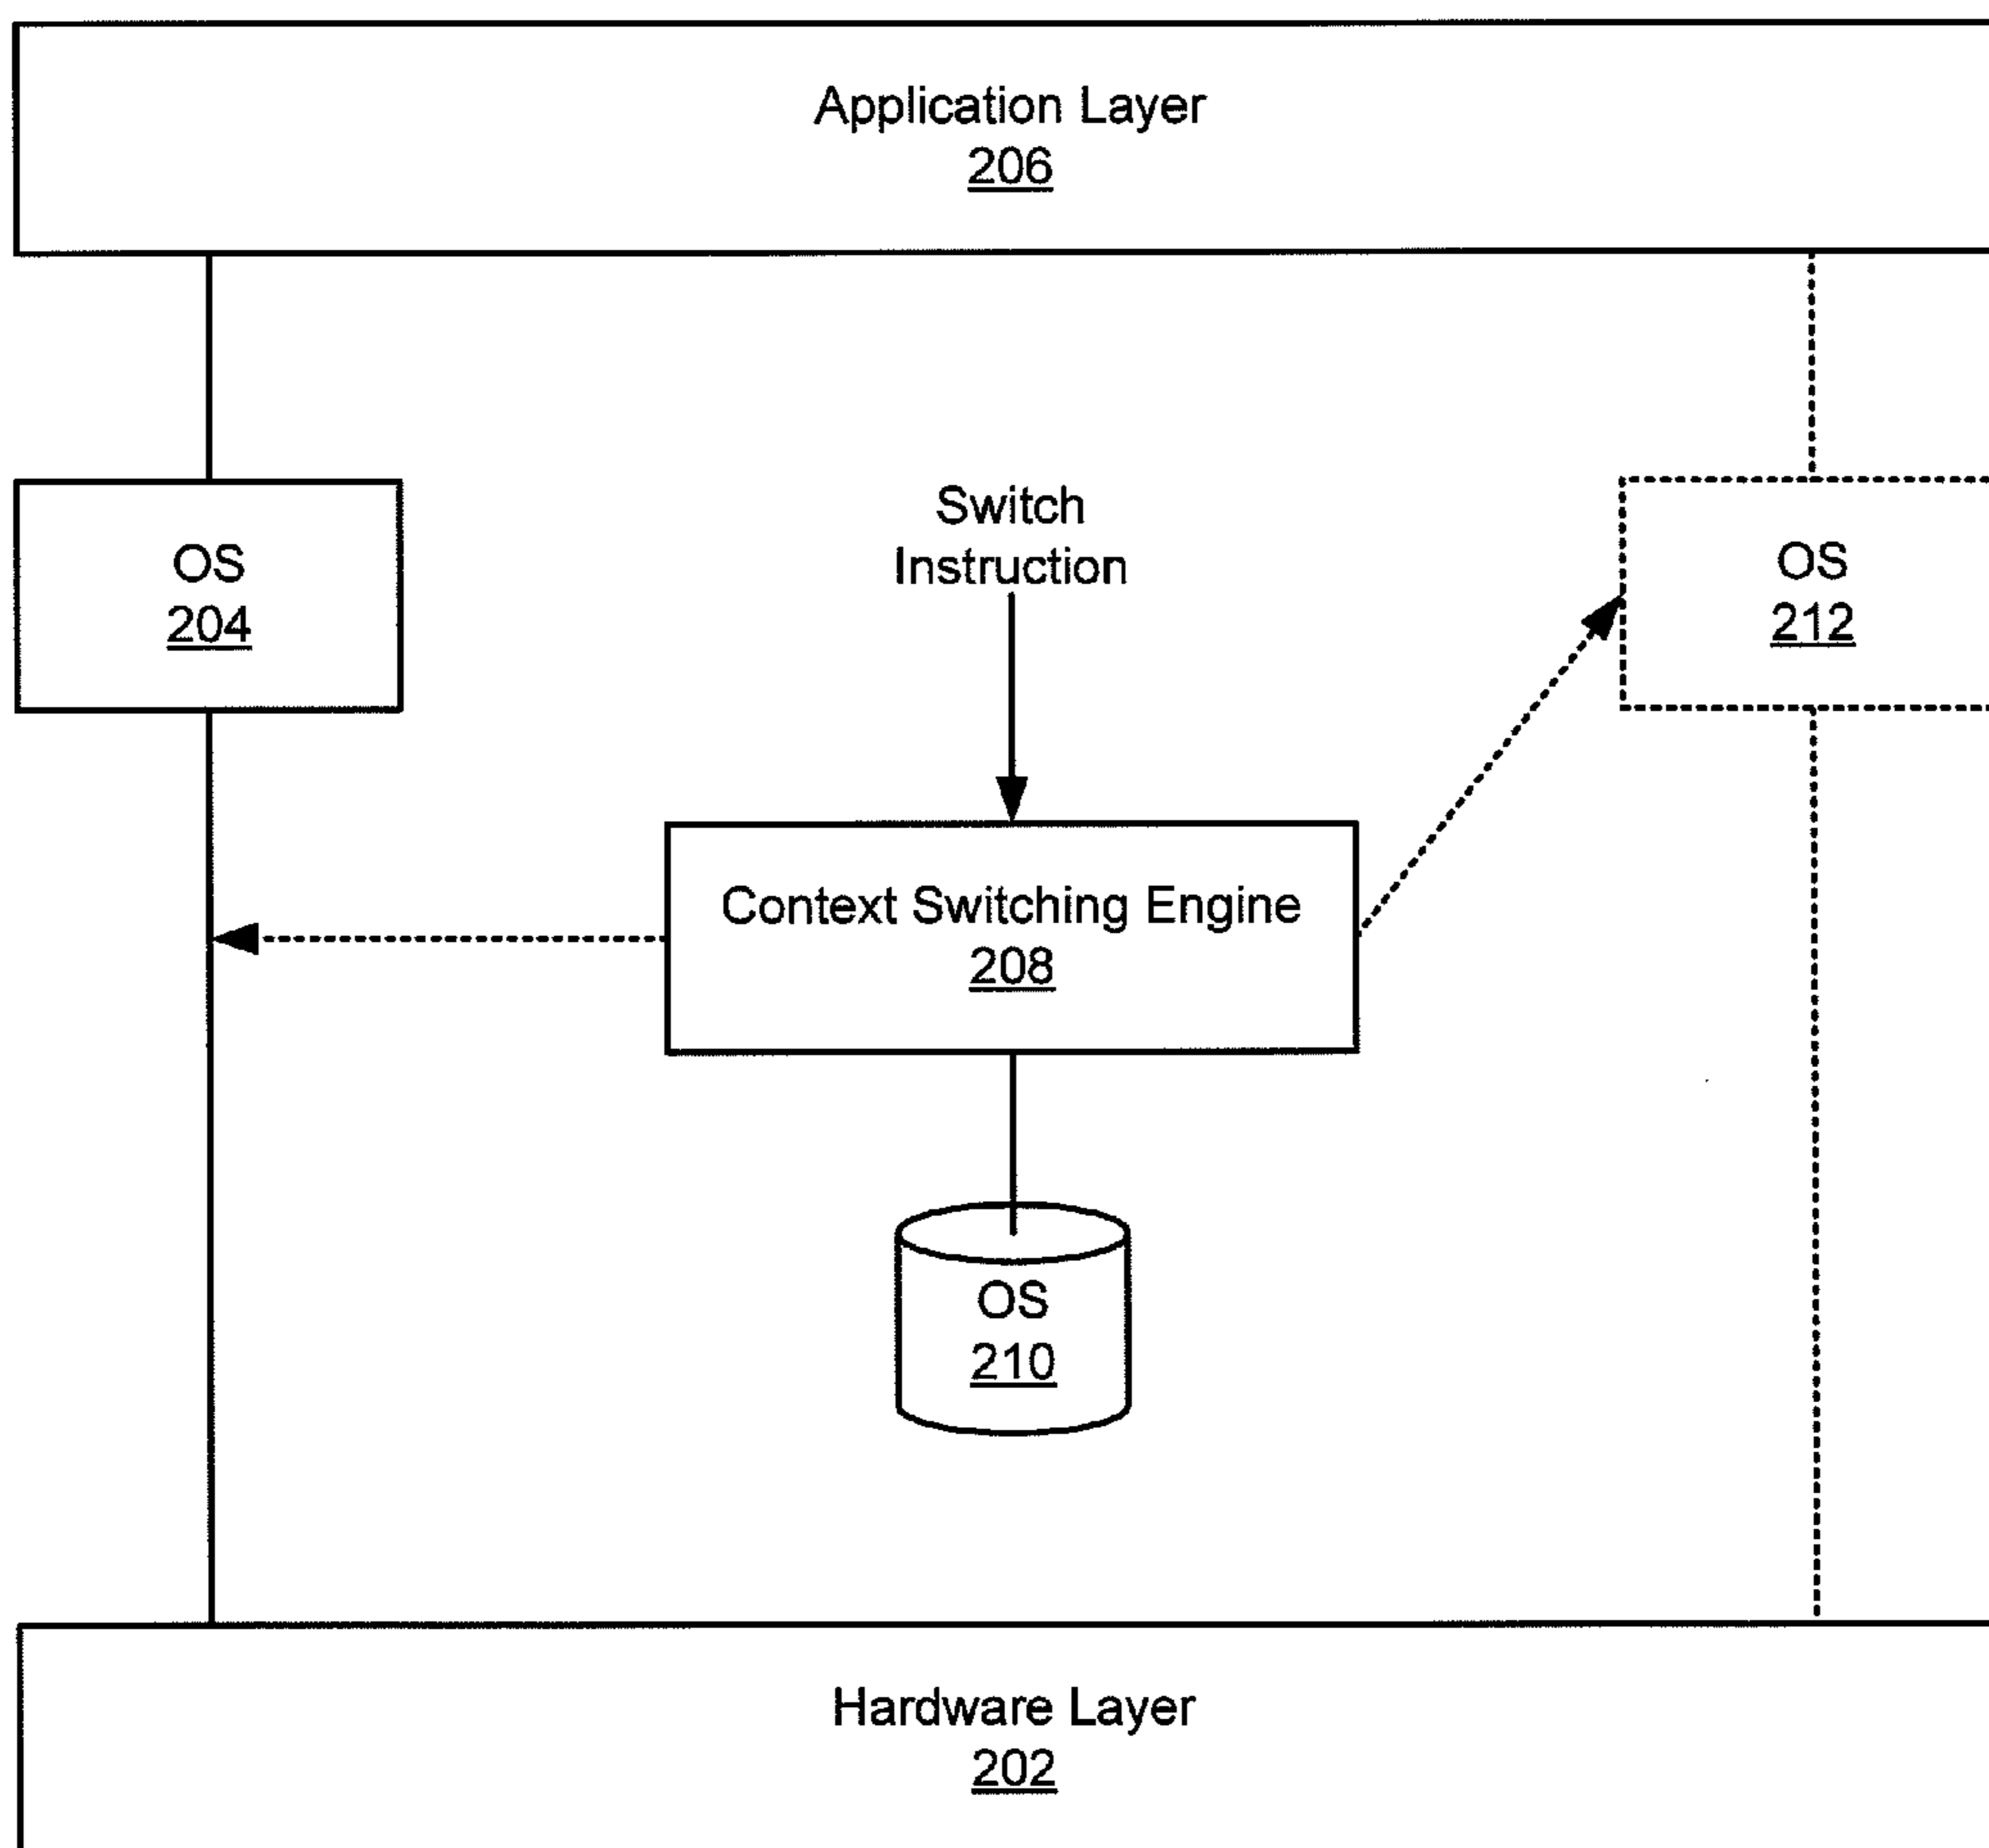 Application Layer
206
OS
204
Switch
Instruction
OS
212
Context Switching Engine
208
OS
210
Hardware Layer
202